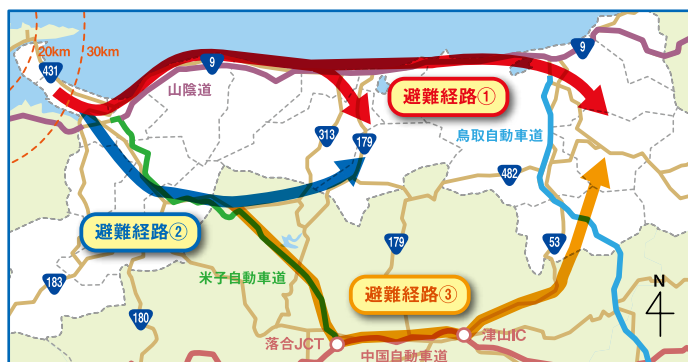 20km
30km
431
9
9
山陰道
避難経路①
鳥取自動車道
313
179
482
避難経路②
179
53
米子自動車道
避難経路③
183
180
N
落合JCT
津山IC
中国自動車道